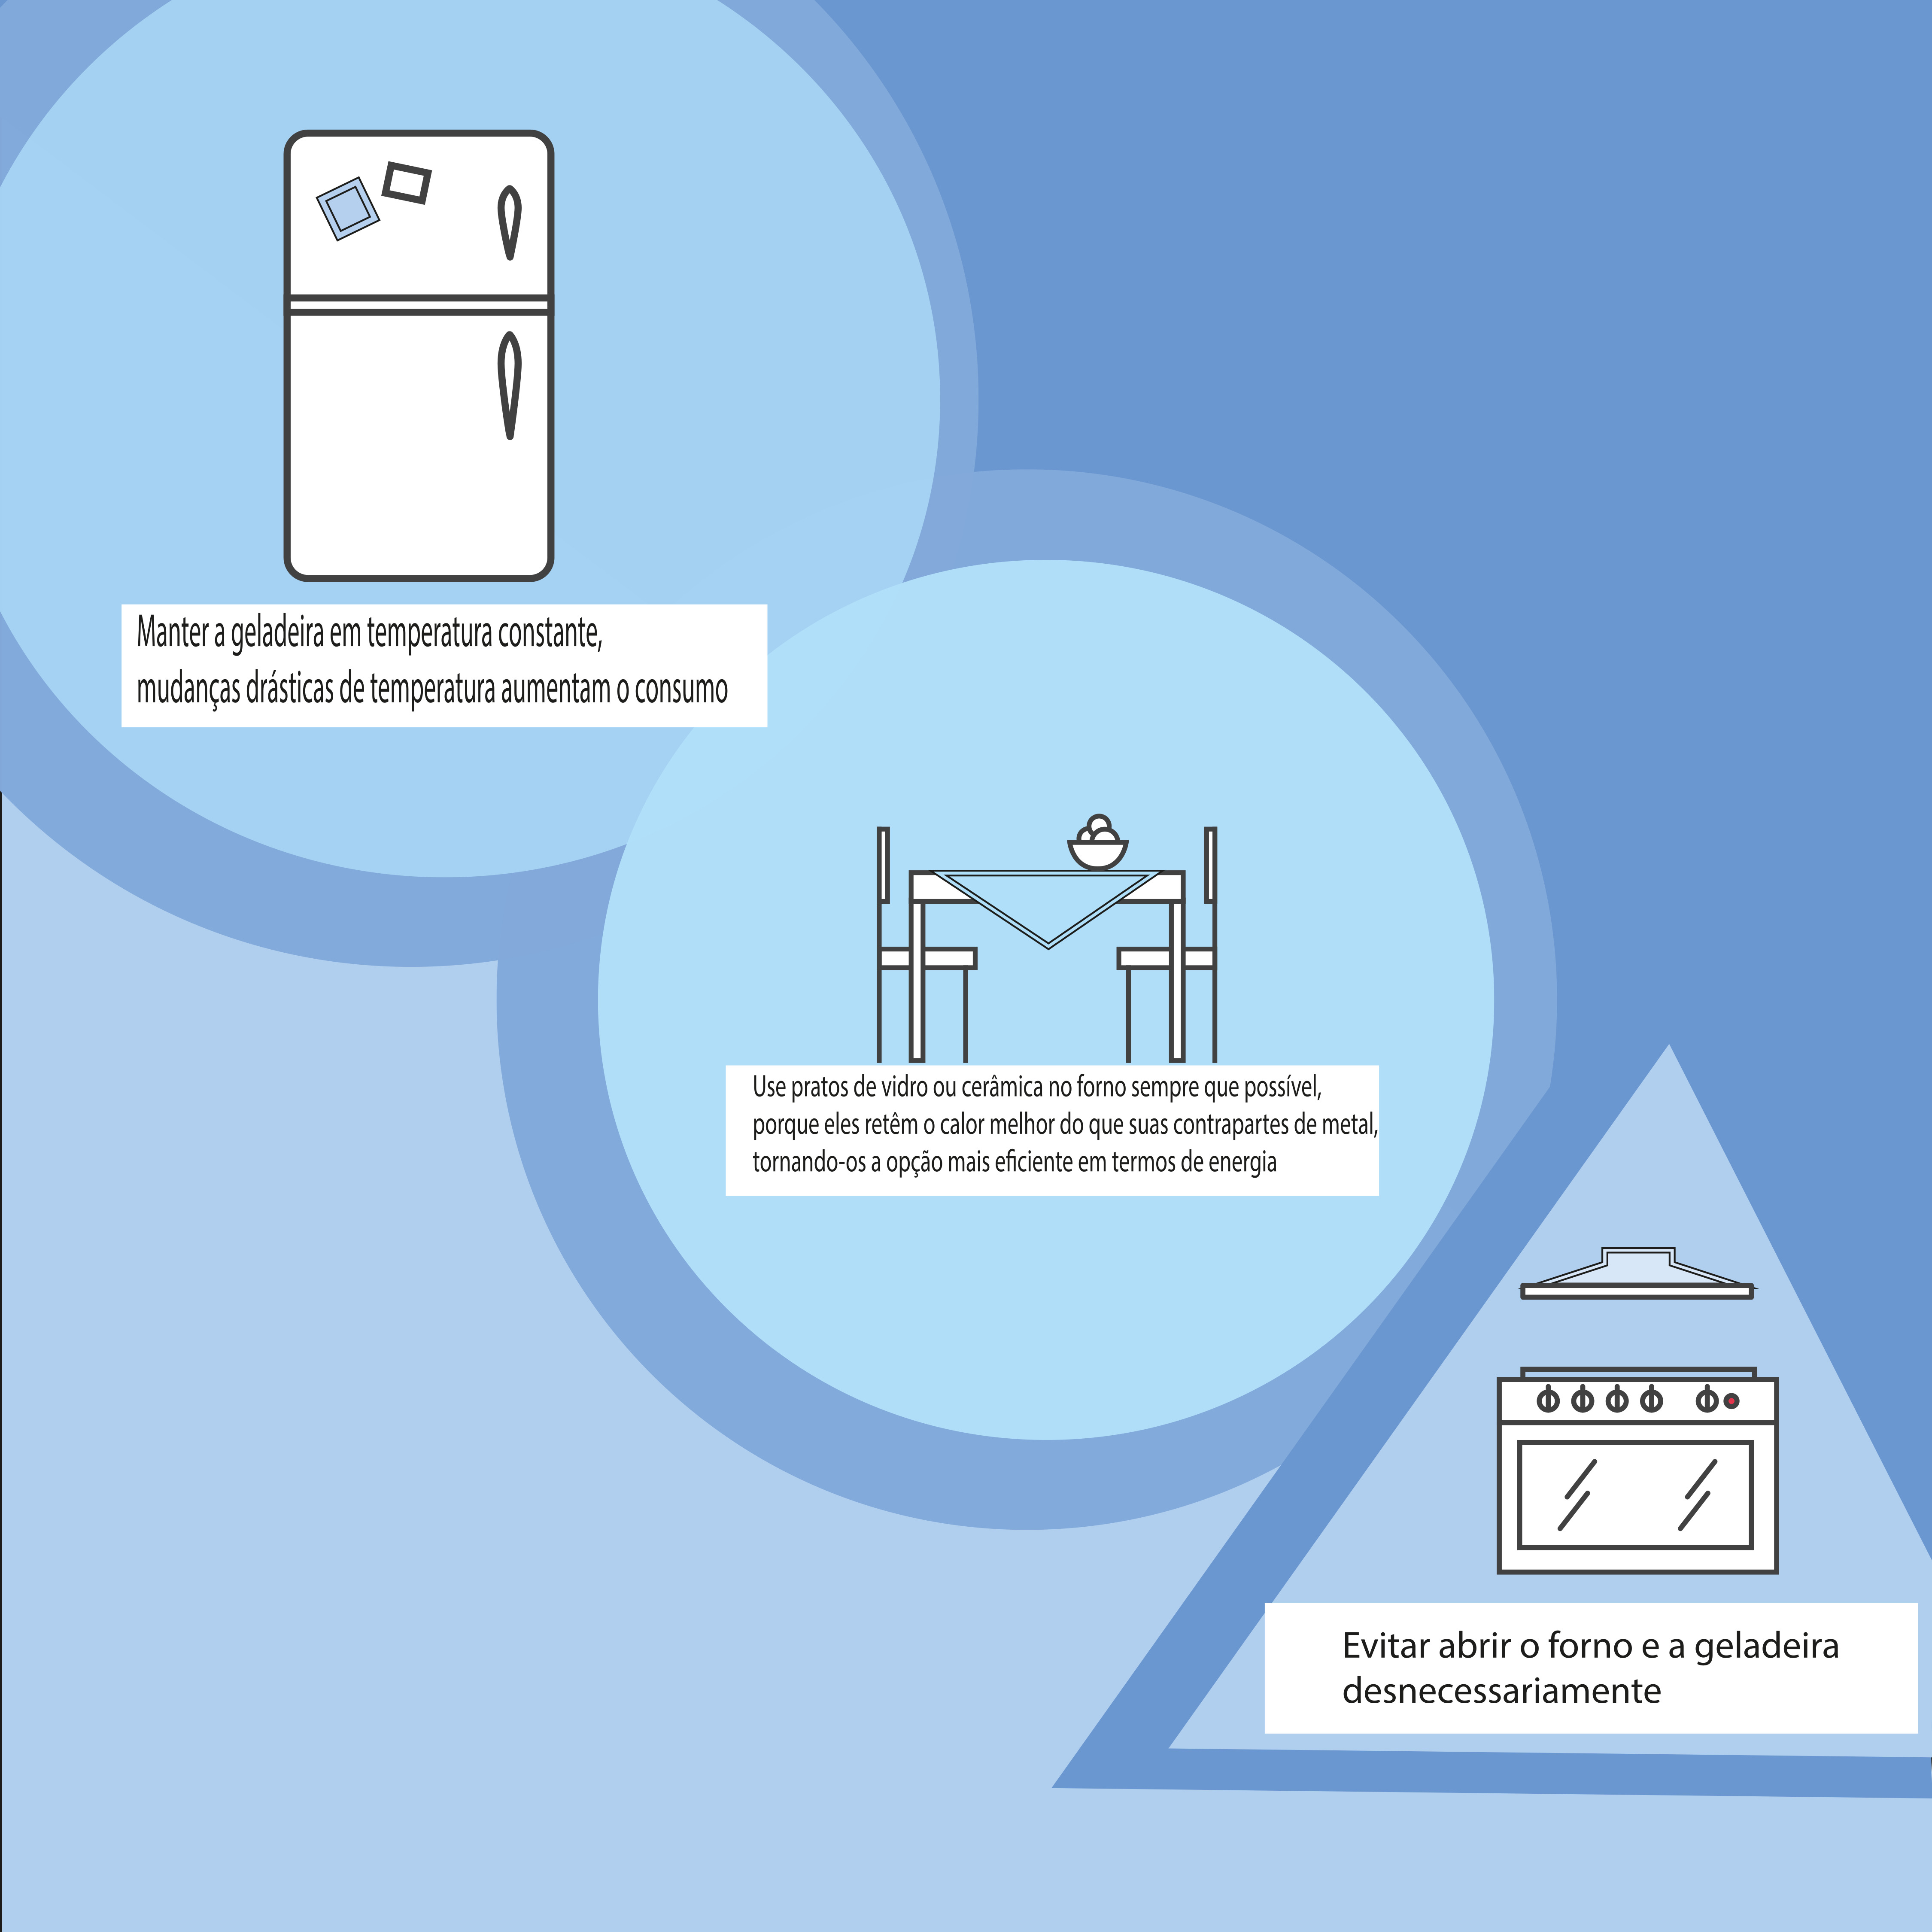 Manter a geladeira em temperatura constante,
mudanças drásticas de temperatura aumentam o consumo
Use pratos de vidro ou cerâmica no forno sempre que possível,
porque eles retêm o calor melhor do que suas contrapartes de metal,
tornando-os a opção mais eficiente em termos de energia
Evitar abrir o forno e a geladeira
desnecessariamente